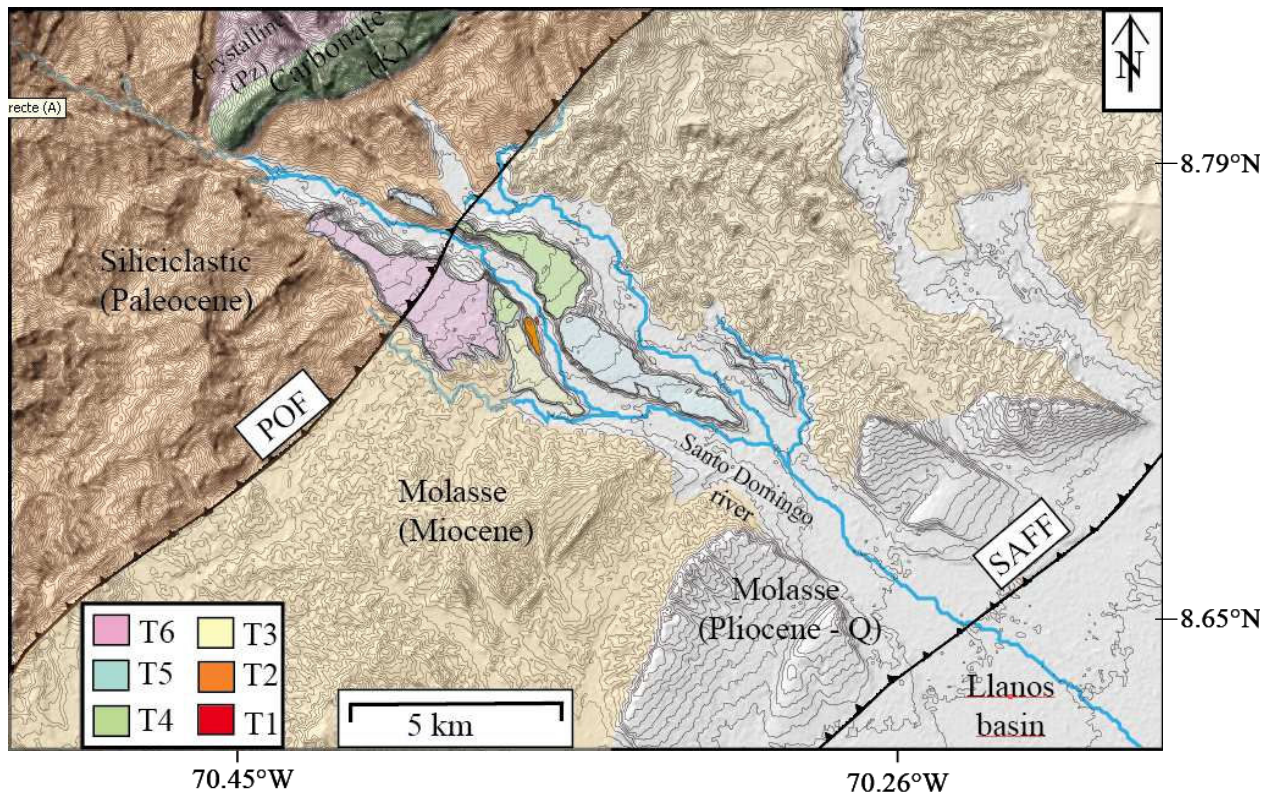 Crystalline
(Pz)
Carbonate
(K)
N
recte (A)
8.79°N
Siliciclastic
(Paleocene)
POF
Molasse
(Miocene)
Santo Domingo
river
SAFF
Molasse
(Pliocene - Q)
8.65°N
Llanos
basin
T6
T3
T5
T2
T4
T1
5 km
70.45°W
70.26°W